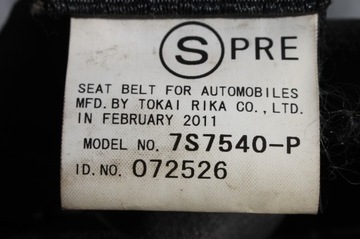 Ⓢ PRE
SEAT BELT FOR AUTOMOBILES
MFD. BY TOKAI RIKA CO., LTD.
IN FEBRUARY 2011
MODEL NO. 7S7540-P
ID. NO. 072526